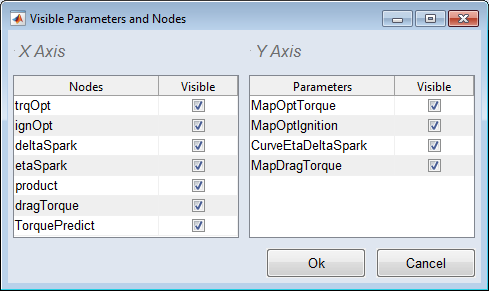 Visible Parameters and Nodes
X Axis
Y Axis
Nodes Visible
Parameters Visible
trqOpt
ignOpt
deltaSpark
etaSpark
product
dragTorque
TorquePredict
MapOptTorque
MapOptIgnition
CurveEtaDeltaSpark
MapDragTorque
Ok
Cancel